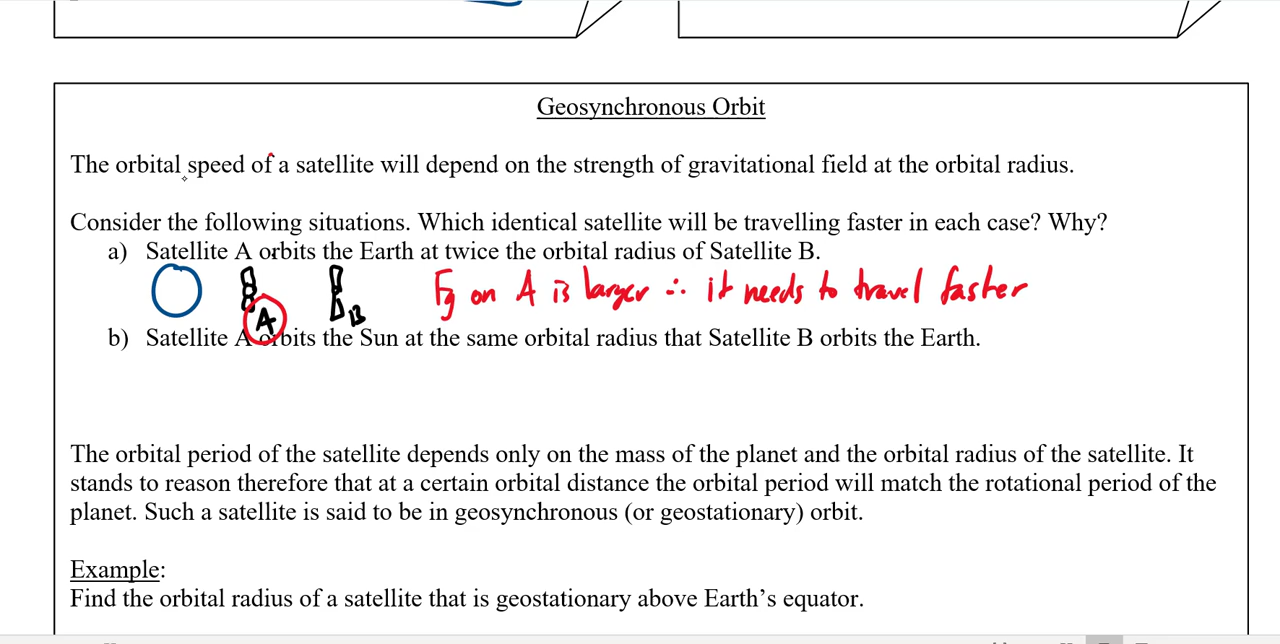 Geosynchronous Orbit
The orbital speed of a satellite will depend on the strength of gravitational field at the orbital radius.
Consider the following situations. Which identical satellite will be travelling faster in each case? Why?
a) Satellite A orbits the Earth at twice the orbital radius of Satellite B.
Fg on A is larger ∴ it needs to travel faster
A
B
b) Satellite A orbits the Sun at the same orbital radius that Satellite B orbits the Earth.
The orbital period of the satellite depends only on the mass of the planet and the orbital radius of the satellite. It
stands to reason therefore that at a certain orbital distance the orbital period will match the rotational period of the
planet. Such a satellite is said to be in geosynchronous (or geostationary) orbit.
Example:
Find the orbital radius of a satellite that is geostationary above Earth's equator.